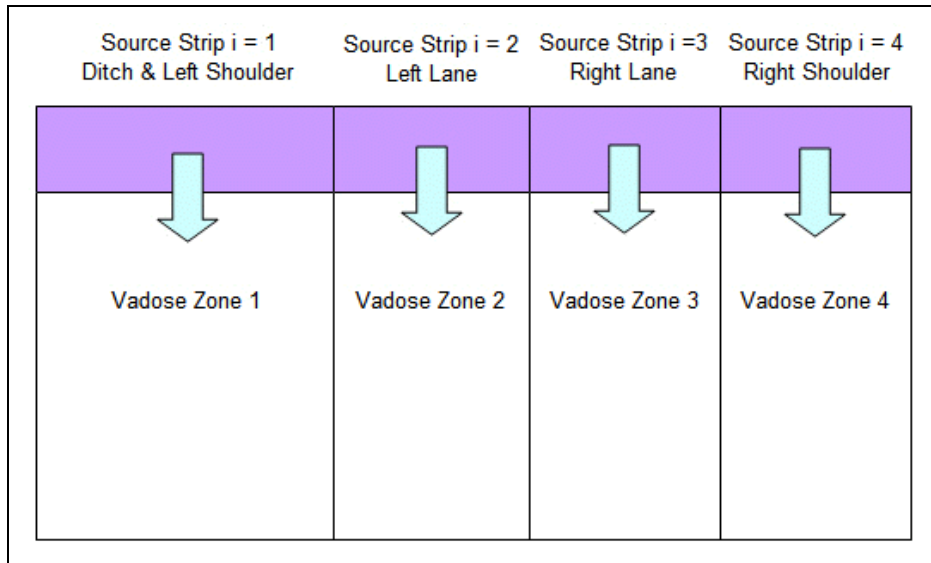 Source Strip i = 1
Ditch & Left Shoulder
Source Strip i = 2
Left Lane
Source Strip i =3
Right Lane
Source Strip i = 4
Right Shoulder
Vadose Zone 1
Vadose Zone 2
Vadose Zone 3
Vadose Zone 4